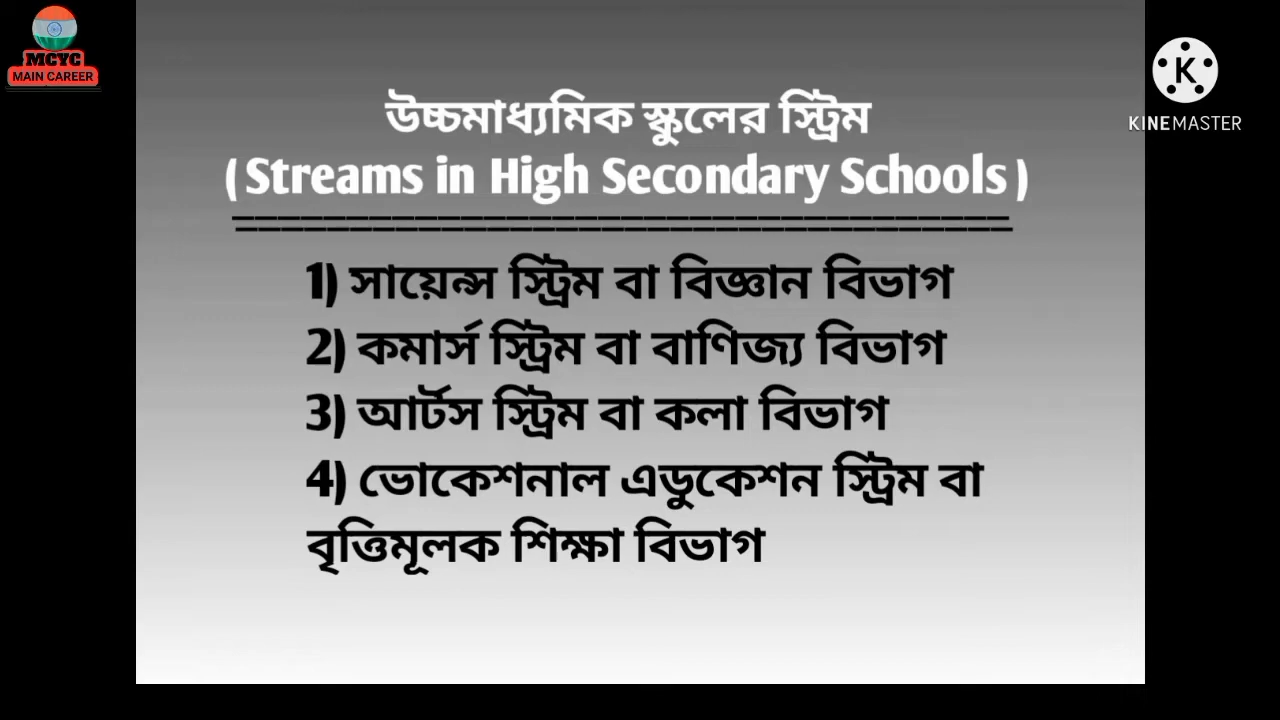 MCYC
MAIN CAREER
KINEMASTER
উচ্চমাধ্যমিক স্কুলের স্ট্রিম
(Streams in High Secondary Schools)
1) সায়েন্স স্ট্রিম বা বিজ্ঞান বিভাগ
2) কমার্স স্ট্রিম বা বাণিজ্য বিভাগ
3) আর্টস স্ট্রিম বা কলা বিভাগ
4) ভোকেশনাল এডুকেশন স্ট্রিম বা
বৃত্তিমূলক শিক্ষা বিভাগ